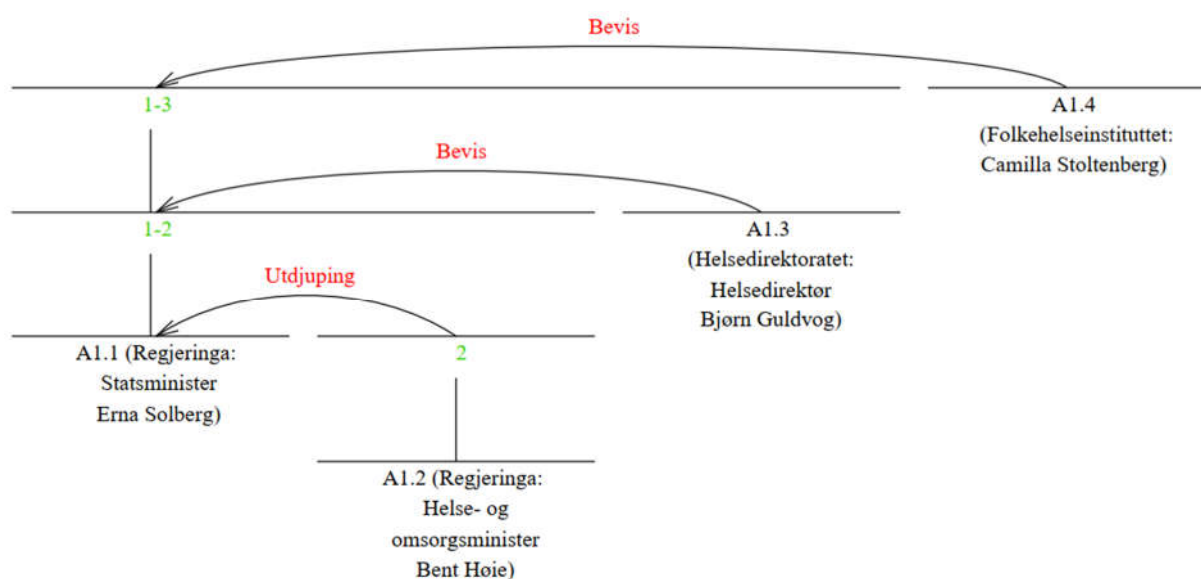 Bevis
1-3
A1.4
(Folkehelseinstituttet:
Camilla Stoltenberg)
Bevis
1-2
A1.3
(Helsedirektoratet:
Helsedirektør
Bjørn Guldvog)
Utdjuping
A1.1 (Regjeringa:
Statsminister
Erna Solberg)
2
A1.2 (Regjeringa:
Helse- og
omsorgsminister
Bent Høie)